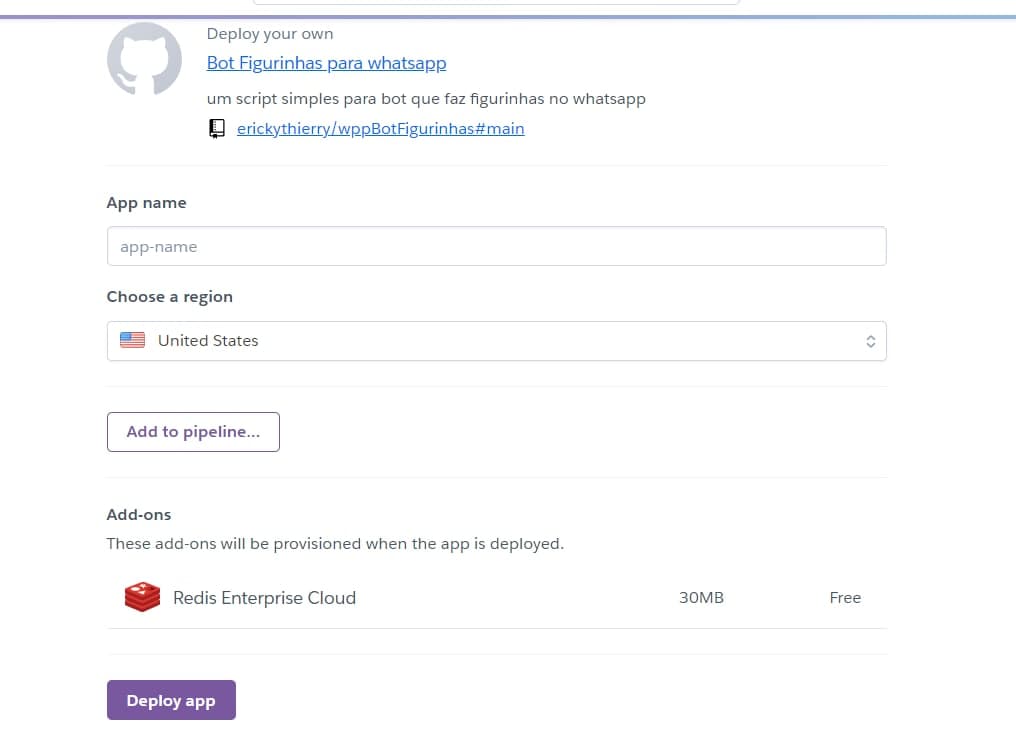 Deploy your own
Bot Figurinhas para whatsapp
um script simples para bot que faz figurinhas no whatsapp
erickythierry/wppBotFigurinhas#main
App name
app-name
Choose a region
United States
Add to pipeline...
Add-ons
These add-ons will be provisioned when the app is deployed.
Redis Enterprise Cloud 30MB Free
Deploy app